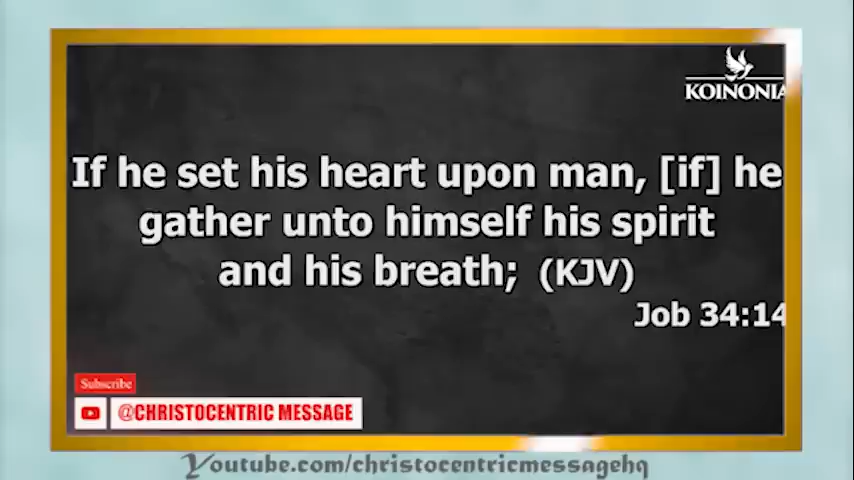 KOINONIA
If he set his heart upon man, [if] he
gather unto himself his spirit
and his breath; (KJV)
Job 34:14
Subscribe
@CHRISTOCENTRIC MESSAGE
Youtube.com/christocentricmessagehq